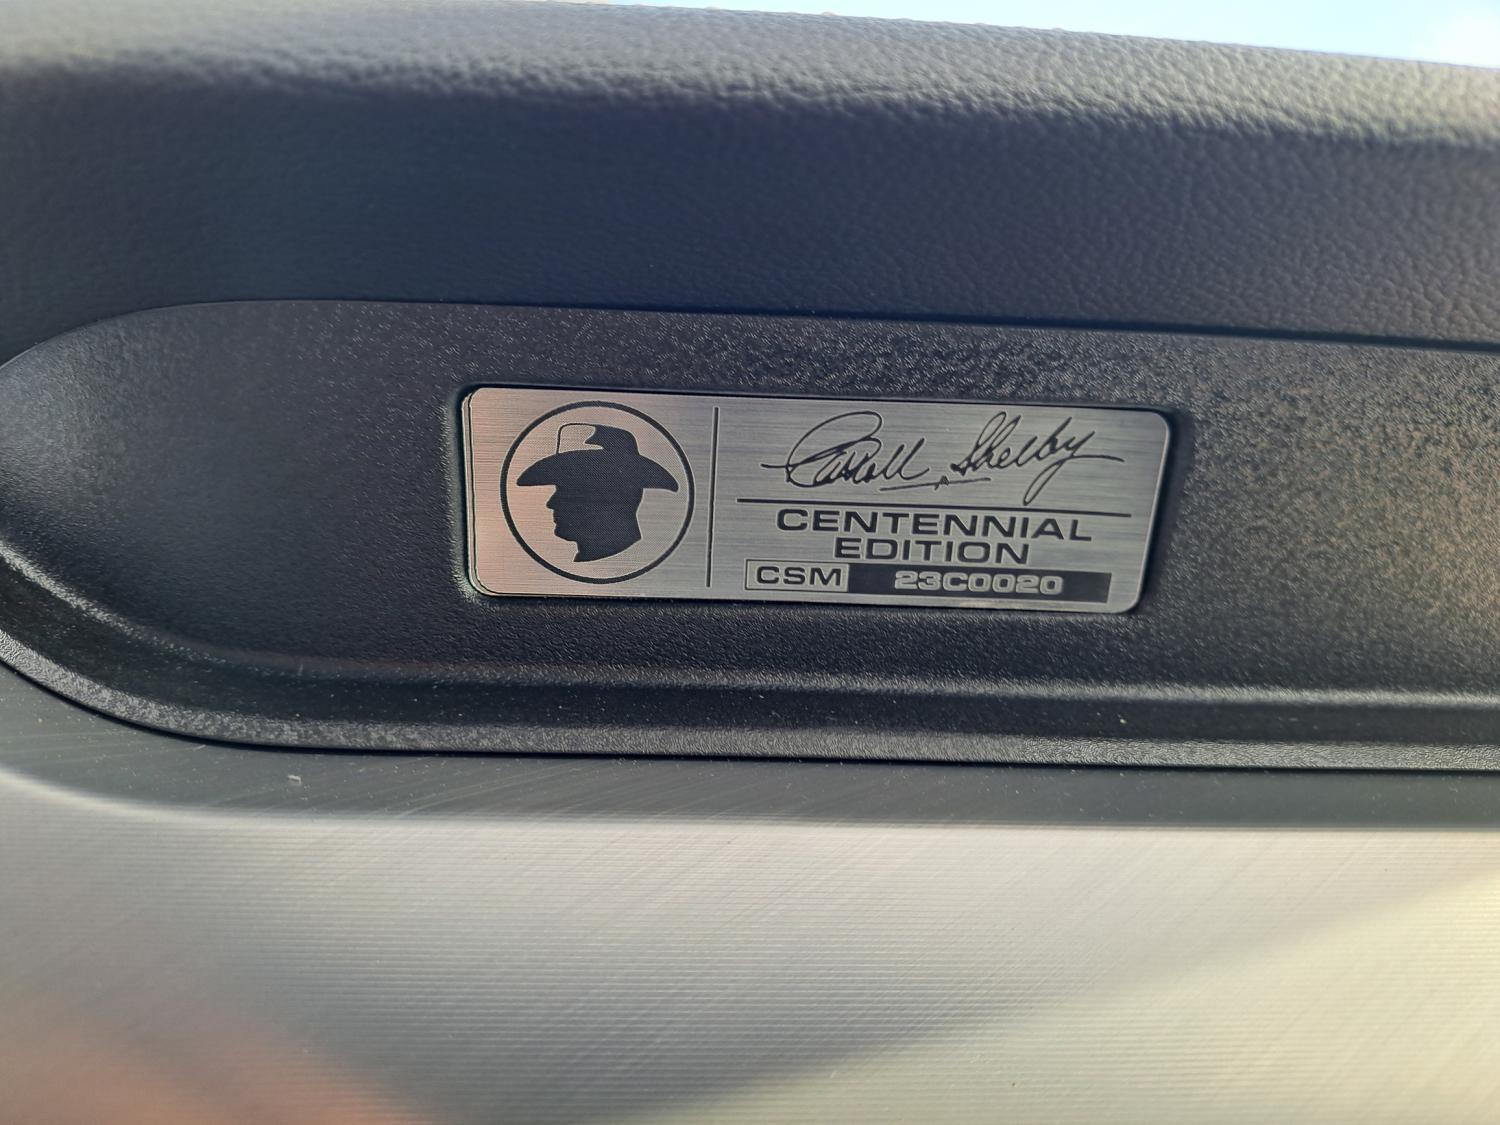 Carroll Shelby
CENTENNIAL
EDITION
CSM 23C0020